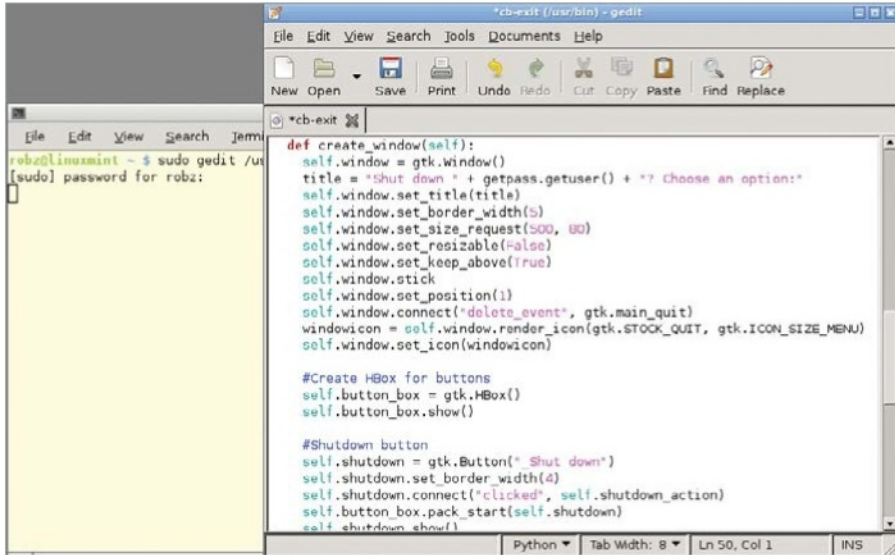 *cb-exit (/usr/bin) - gedit
File Edit View Search Tools Documents Help
New Open Save Print Undo Redo Cut Copy Paste Find Replace
*cb-exit
File Edit View Search Termi
robz@linuxmint ~ $ sudo gedit /us
[sudo] password for robz:
def create_window(self):
self.window = gtk.Window()
title = "Shut down " + getpass.getuser() + "? Choose an option:"
self.window.set_title(title)
self.window.set_border_width(5)
self.window.set_size_request(500, 80)
self.window.set_resizable(False)
self.window.set_keep_above(True)
self.window.stick
self.window.set_position(1)
self.window.connect("delete_event", gtk.main_quit)
windowicon = self.window.render_icon(gtk.STOCK_QUIT, gtk.ICON_SIZE_MENU)
self.window.set_icon(windowicon)
#Create HBox for buttons
self.button_box = gtk.HBox()
self.button_box.show()
#Shutdown button
self.shutdown = gtk.Button("_Shut down")
self.shutdown.set_border_width(4)
self.shutdown.connect("clicked", self.shutdown_action)
self.button_box.pack_start(self.shutdown)
self.shutdown.show()
Python Tab Width: 8 Ln 50, Col 1 INS